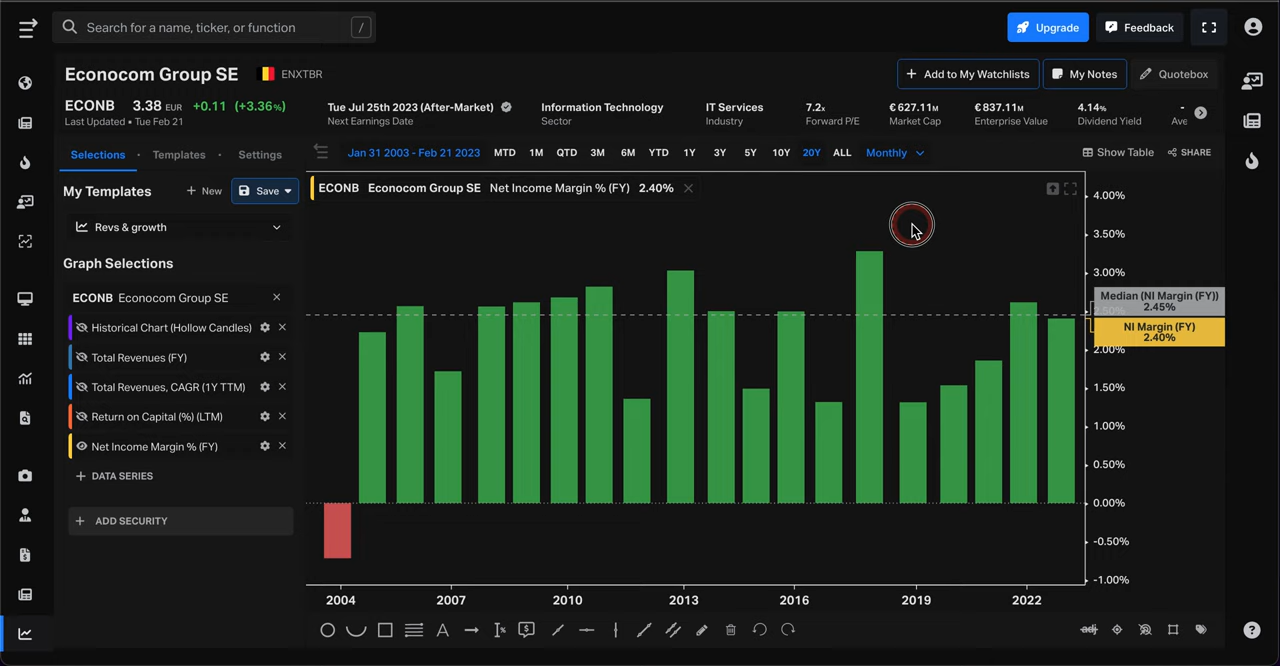 Search for a name, ticker, or function /
Upgrade
Feedback
Econocom Group SE ENXTBR
+ Add to My Watchlists
My Notes
Quotebox
ECONB 3.38 EUR +0.11 (+3.36%)
Last Updated • Tue Feb 21
Tue Jul 25th 2023 (After-Market)
Next Earnings Date
Information Technology
Sector
IT Services
Industry
7.2x
Forward P/E
€627.11M
Market Cap
€837.11M
Enterprise Value
4.14%
Dividend Yield
-
Ave
Selections • Templates • Settings
Jan 31 2003 - Feb 21 2023 MTD 1M QTD 3M 6M YTD 1Y 3Y 5Y 10Y 20Y ALL Monthly
Show Table SHARE
My Templates + New Save
Revs & growth
Graph Selections
ECONB Econocom Group SE
Historical Chart (Hollow Candles)
Total Revenues (FY)
Total Revenues, CAGR (1Y TTM)
Return on Capital (%) (LTM)
Net Income Margin % (FY)
+ DATA SERIES
+ ADD SECURITY
ECONB Econocom Group SE Net Income Margin % (FY) 2.40%
4.00%
3.50%
3.00%
Median (NI Margin (FY))
2.45%
2.50%
NI Margin (FY)
2.40%
2.00%
1.50%
1.00%
0.50%
0.00%
-0.50%
-1.00%
2004 2007 2010 2013 2016 2019 2022
A
adj
?